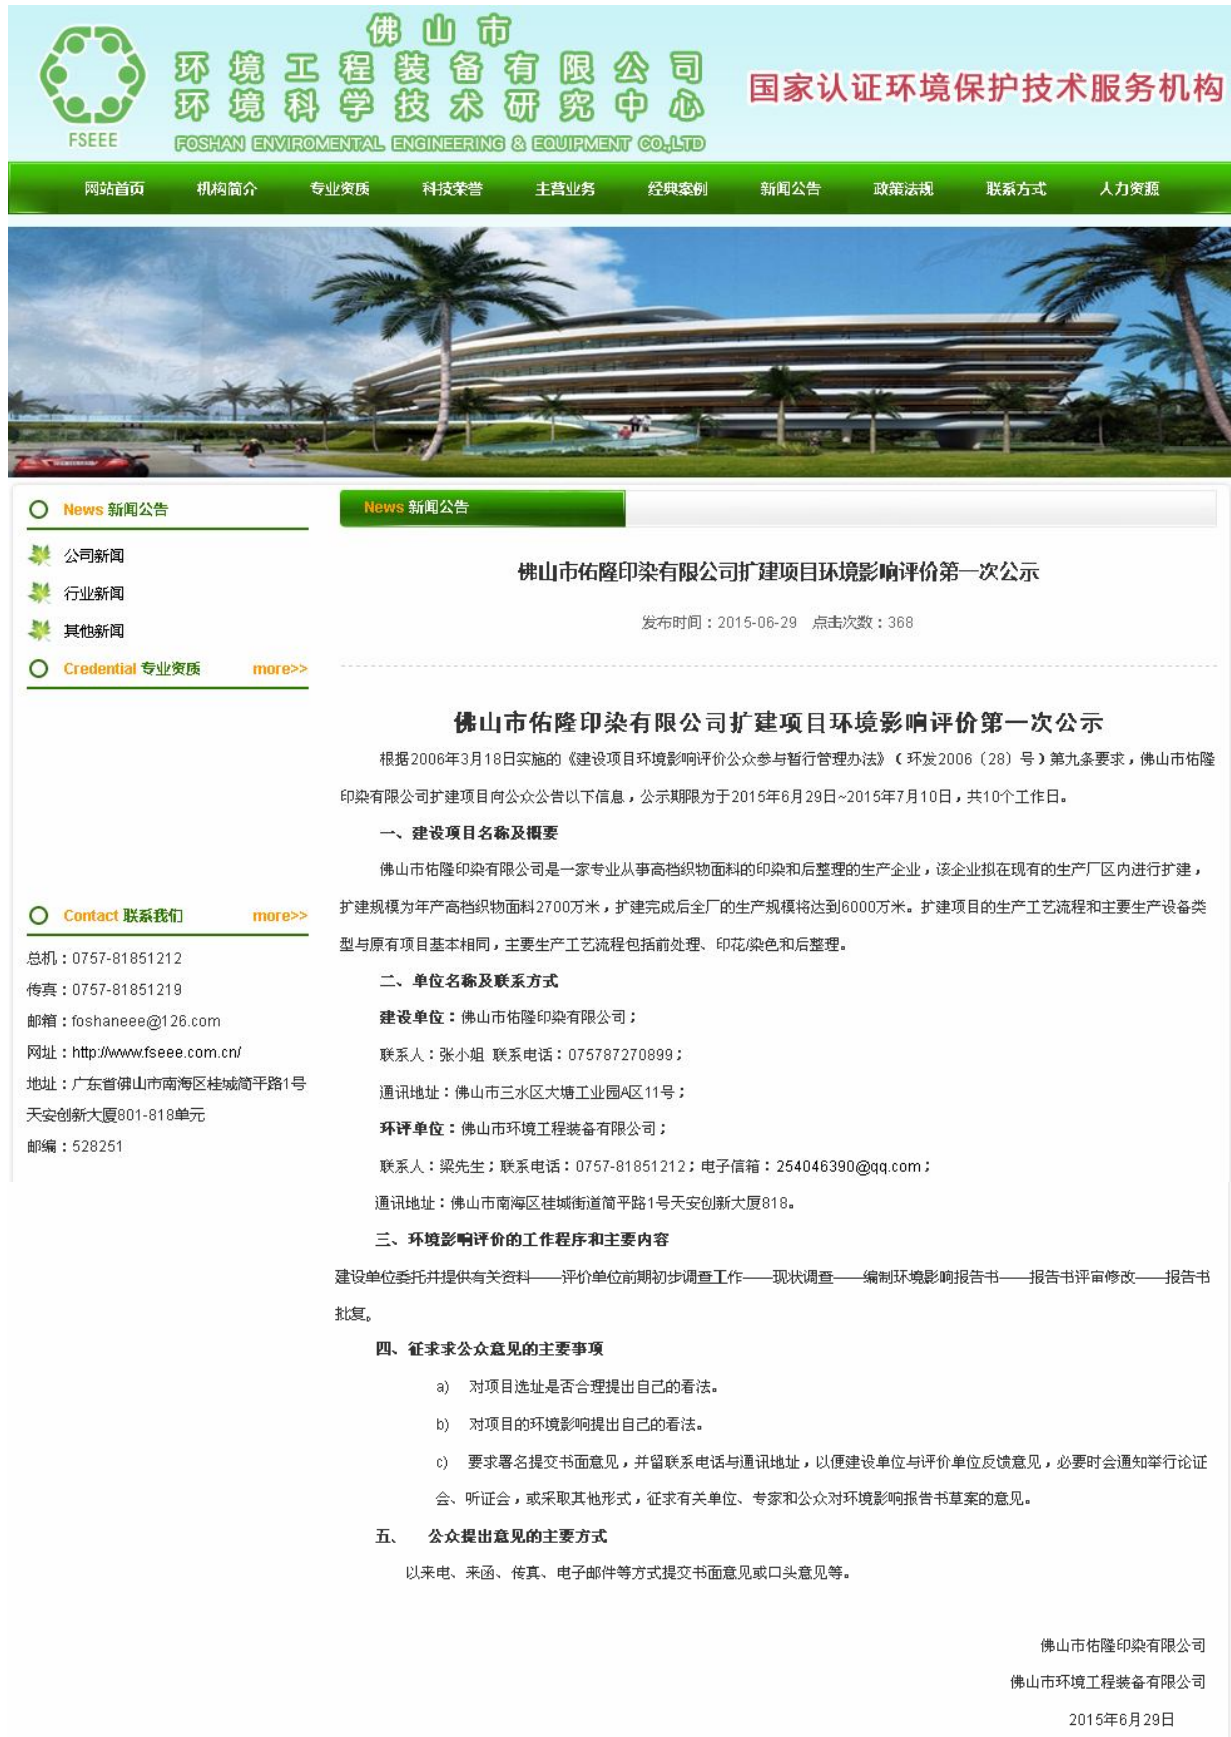 佛山市
环境工程装备有限公司
环境科学技术研究中心
FSEEE
FOSHAN ENVIROMENTAL ENGINEERING & EQUIPMENT CO.,LTD
国家认证环境保护技术服务机构
网站首页 机构简介 专业资质 科技荣誉 主营业务 经典案例 新闻公告 政策法规 联系方式 人力资源
News 新闻公告
公司新闻
行业新闻
其他新闻
Credential 专业资质 more>>
Contact 联系我们 more>>
总机：0757-81851212
传真：0757-81851219
邮箱：foshaneee@126.com
网址：http://www.fseee.com.cn/
地址：广东省佛山市南海区桂城简平路1号
天安创新大厦801-818单元
邮编：528251
News 新闻公告
佛山市佑隆印染有限公司扩建项目环境影响评价第一次公示
发布时间：2015-06-29 点击次数：368
佛山市佑隆印染有限公司扩建项目环境影响评价第一次公示
根据2006年3月18日实施的《建设项目环境影响评价公众参与暂行管理办法》（环发2006〔28〕号）第九条要求，佛山市佑隆
印染有限公司扩建项目向公众公告以下信息，公示期限为于2015年6月29日~2015年7月10日，共10个工作日。
一、建设项目名称及概要
佛山市佑隆印染有限公司是一家专业从事高档织物面料的印染和后整理的生产企业，该企业拟在现有的生产厂区内进行扩建，
扩建规模为年产高档织物面料2700万米，扩建完成后全厂的生产规模将达到6000万米。扩建项目的生产工艺流程和主要生产设备类
型与原有项目基本相同，主要生产工艺流程包括前处理、印花/染色和后整理。
二、单位名称及联系方式
建设单位：佛山市佑隆印染有限公司；
联系人：张小姐 联系电话：075787270899；
通讯地址：佛山市三水区大塘工业园A区11号；
环评单位：佛山市环境工程装备有限公司；
联系人：梁先生；联系电话：0757-81851212；电子信箱：254046390@qq.com；
通讯地址：佛山市南海区桂城街道简平路1号天安创新大厦818。
三、环境影响评价的工作程序和主要内容
建设单位委托并提供有关资料——评价单位前期初步调查工作——现状调查——编制环境影响报告书——报告书评审修改——报告书
批复。
四、征求求公众意见的主要事项
a) 对项目选址是否合理提出自己的看法。
b) 对项目的环境影响提出自己的看法。
c) 要求署名提交书面意见，并留联系电话与通讯地址，以便建设单位与评价单位反馈意见，必要时会通知举行论证
会、听证会，或采取其他形式，征求有关单位、专家和公众对环境影响报告书草案的意见。
五、 公众提出意见的主要方式
以来电、来函、传真、电子邮件等方式提交书面意见或口头意见等。
佛山市佑隆印染有限公司
佛山市环境工程装备有限公司
2015年6月29日